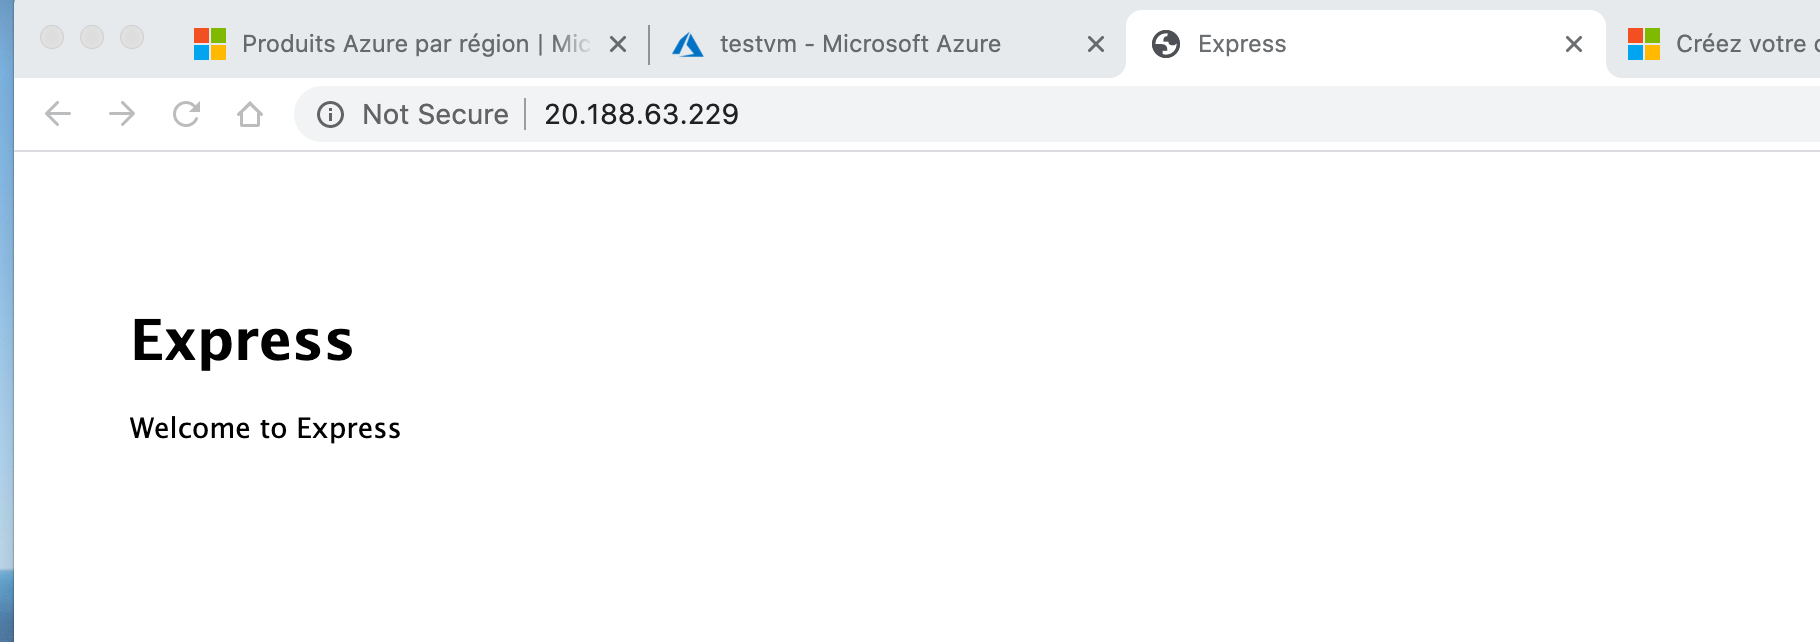 Produits Azure par région | Mic
testvm - Microsoft Azure
Express
Créez votre
Not Secure
20.188.63.229
Express
Welcome to Express